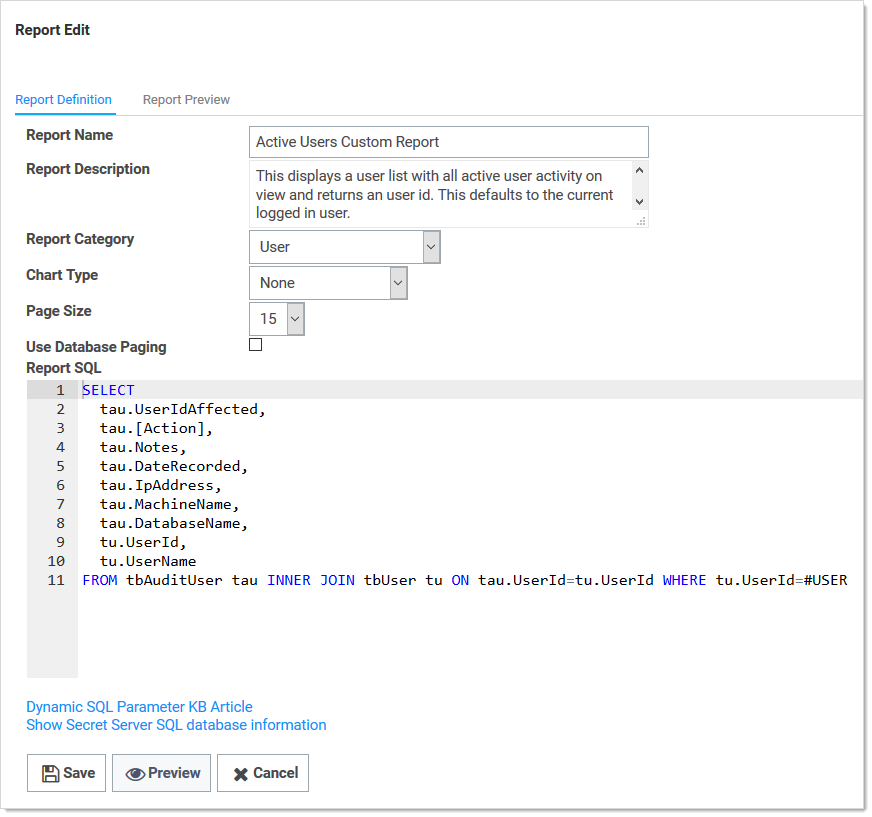 Report Edit
Report Definition Report Preview
Report Name Active Users Custom Report
Report Description This displays a user list with all active user activity on
view and returns an user id. This defaults to the current
logged in user.
Report Category User
Chart Type None
Page Size 15
Use Database Paging
Report SQL
1 SELECT
2 tau.UserIdAffected,
3 tau.[Action],
4 tau.Notes,
5 tau.DateRecorded,
6 tau.IpAddress,
7 tau.MachineName,
8 tau.DatabaseName,
9 tu.UserId,
10 tu.UserName
11 FROM tbAuditUser tau INNER JOIN tbUser tu ON tau.UserId=tu.UserId WHERE tu.UserId=#USER
Dynamic SQL Parameter KB Article
Show Secret Server SQL database information
Save Preview Cancel